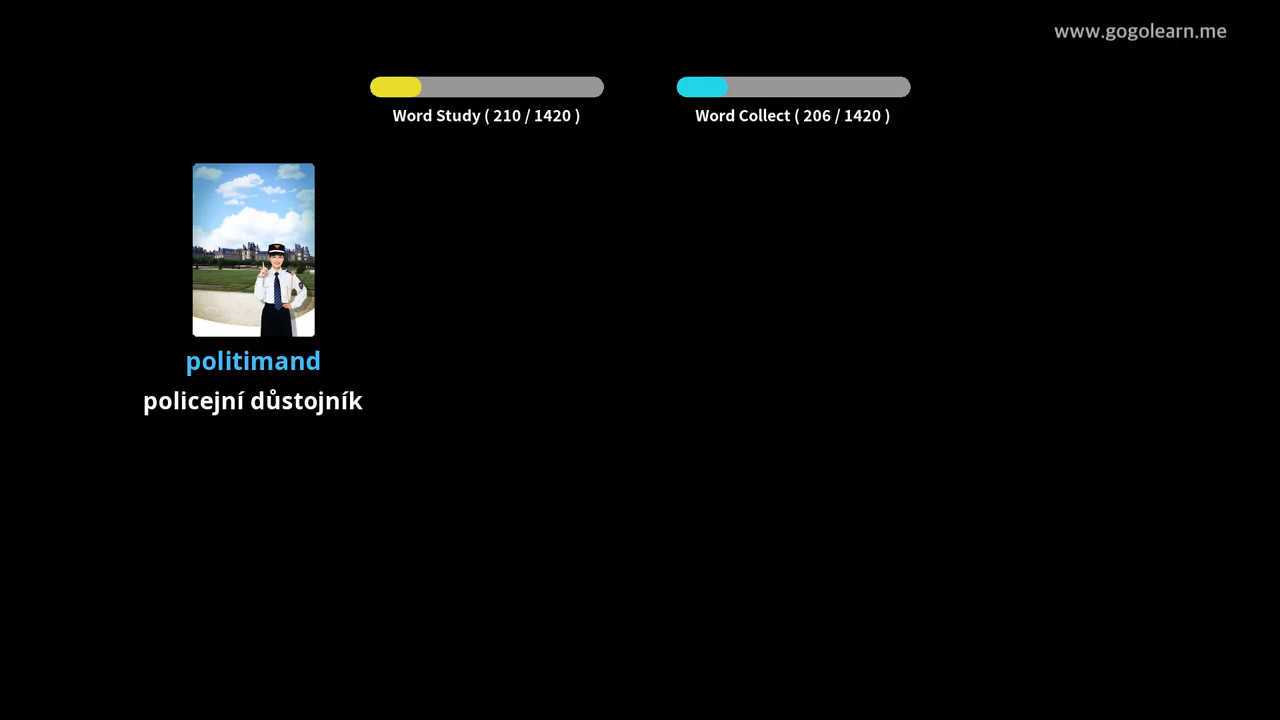 www.gogolearn.me
Word Study ( 210 / 1420 )
Word Collect ( 206 / 1420 )
politimand
policejní důstojník